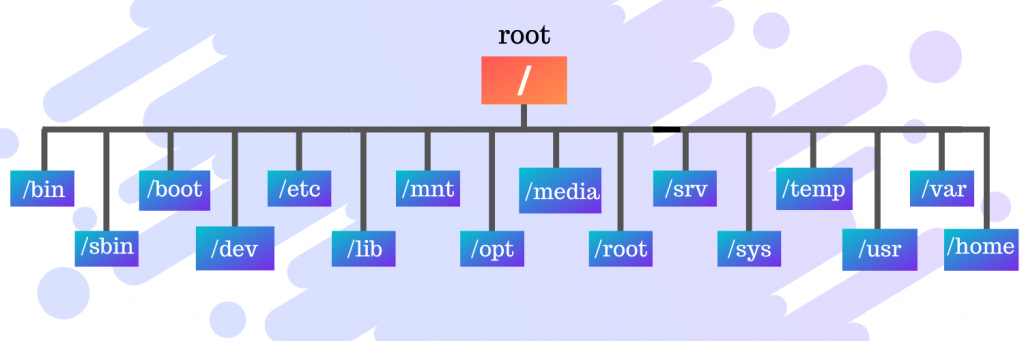 root
/
/bin
/boot
/etc
/mnt
/media
/srv
/temp
/var
/sbin
/dev
/lib
/opt
/root
/sys
/usr
/home